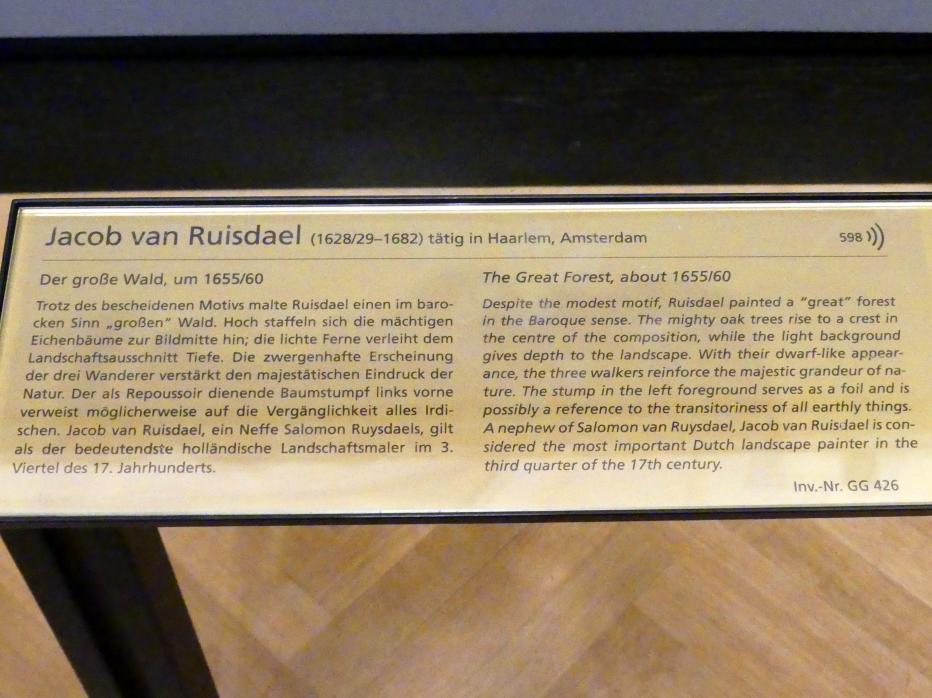 Jacob van Ruisdael (1628/29–1682) tätig in Haarlem, Amsterdam
598
Der große Wald, um 1655/60
Trotz des bescheidenen Motivs malte Ruisdael einen im baro-
cken Sinn „großen“ Wald. Hoch staffeln sich die mächtigen
Eichenbäume zur Bildmitte hin; die lichte Ferne verleiht dem
Landschaftsausschnitt Tiefe. Die zwergenhafte Erscheinung
der drei Wanderer verstärkt den majestätischen Eindruck der
Natur. Der als Repoussoir dienende Baumstumpf links vorne
verweist möglicherweise auf die Vergänglichkeit alles Irdi-
schen. Jacob van Ruisdael, ein Neffe Salomon Ruysdaels, gilt
als der bedeutendste holländische Landschaftsmaler im 3.
Viertel des 17. Jahrhunderts.
The Great Forest, about 1655/60
Despite the modest motif, Ruisdael painted a “great” forest
in the Baroque sense. The mighty oak trees rise to a crest in
the centre of the composition, while the light background
gives depth to the landscape. With their dwarf-like appear-
ance, the three walkers reinforce the majestic grandeur of na-
ture. The stump in the left foreground serves as a foil and is
possibly a reference to the transitoriness of all earthly things.
A nephew of Salomon van Ruysdael, Jacob van Ruisdael is con-
sidered the most important Dutch landscape painter in the
third quarter of the 17th century.
Inv.-Nr. GG 426